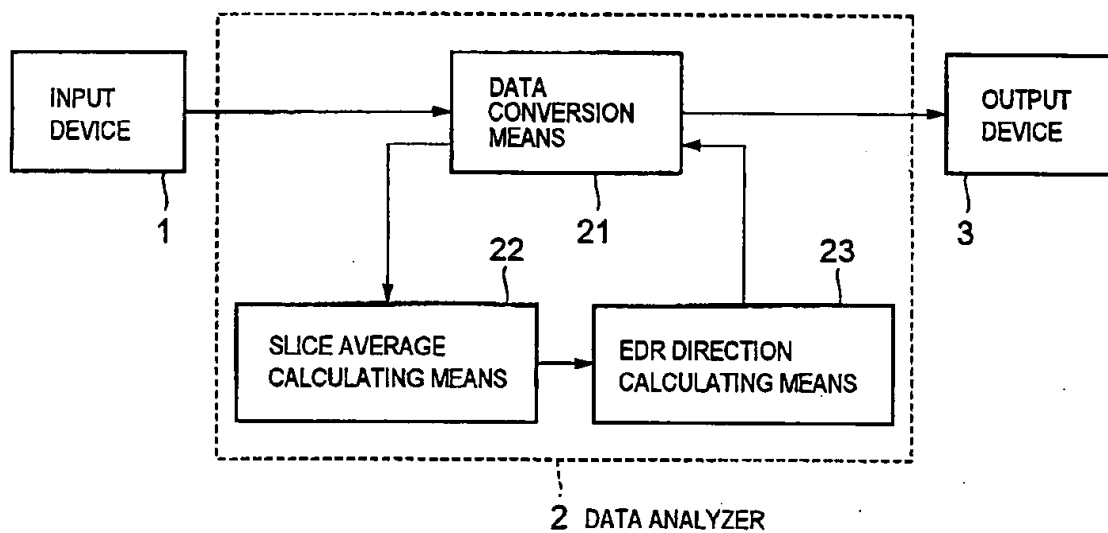 INPUT
DEVICE
1
DATA
CONVERSION
MEANS
21
OUTPUT
DEVICE
3
22
SLICE AVERAGE
CALCULATING MEANS
23
EDR DIRECTION
CALCULATING MEANS
2 DATA ANALYZER